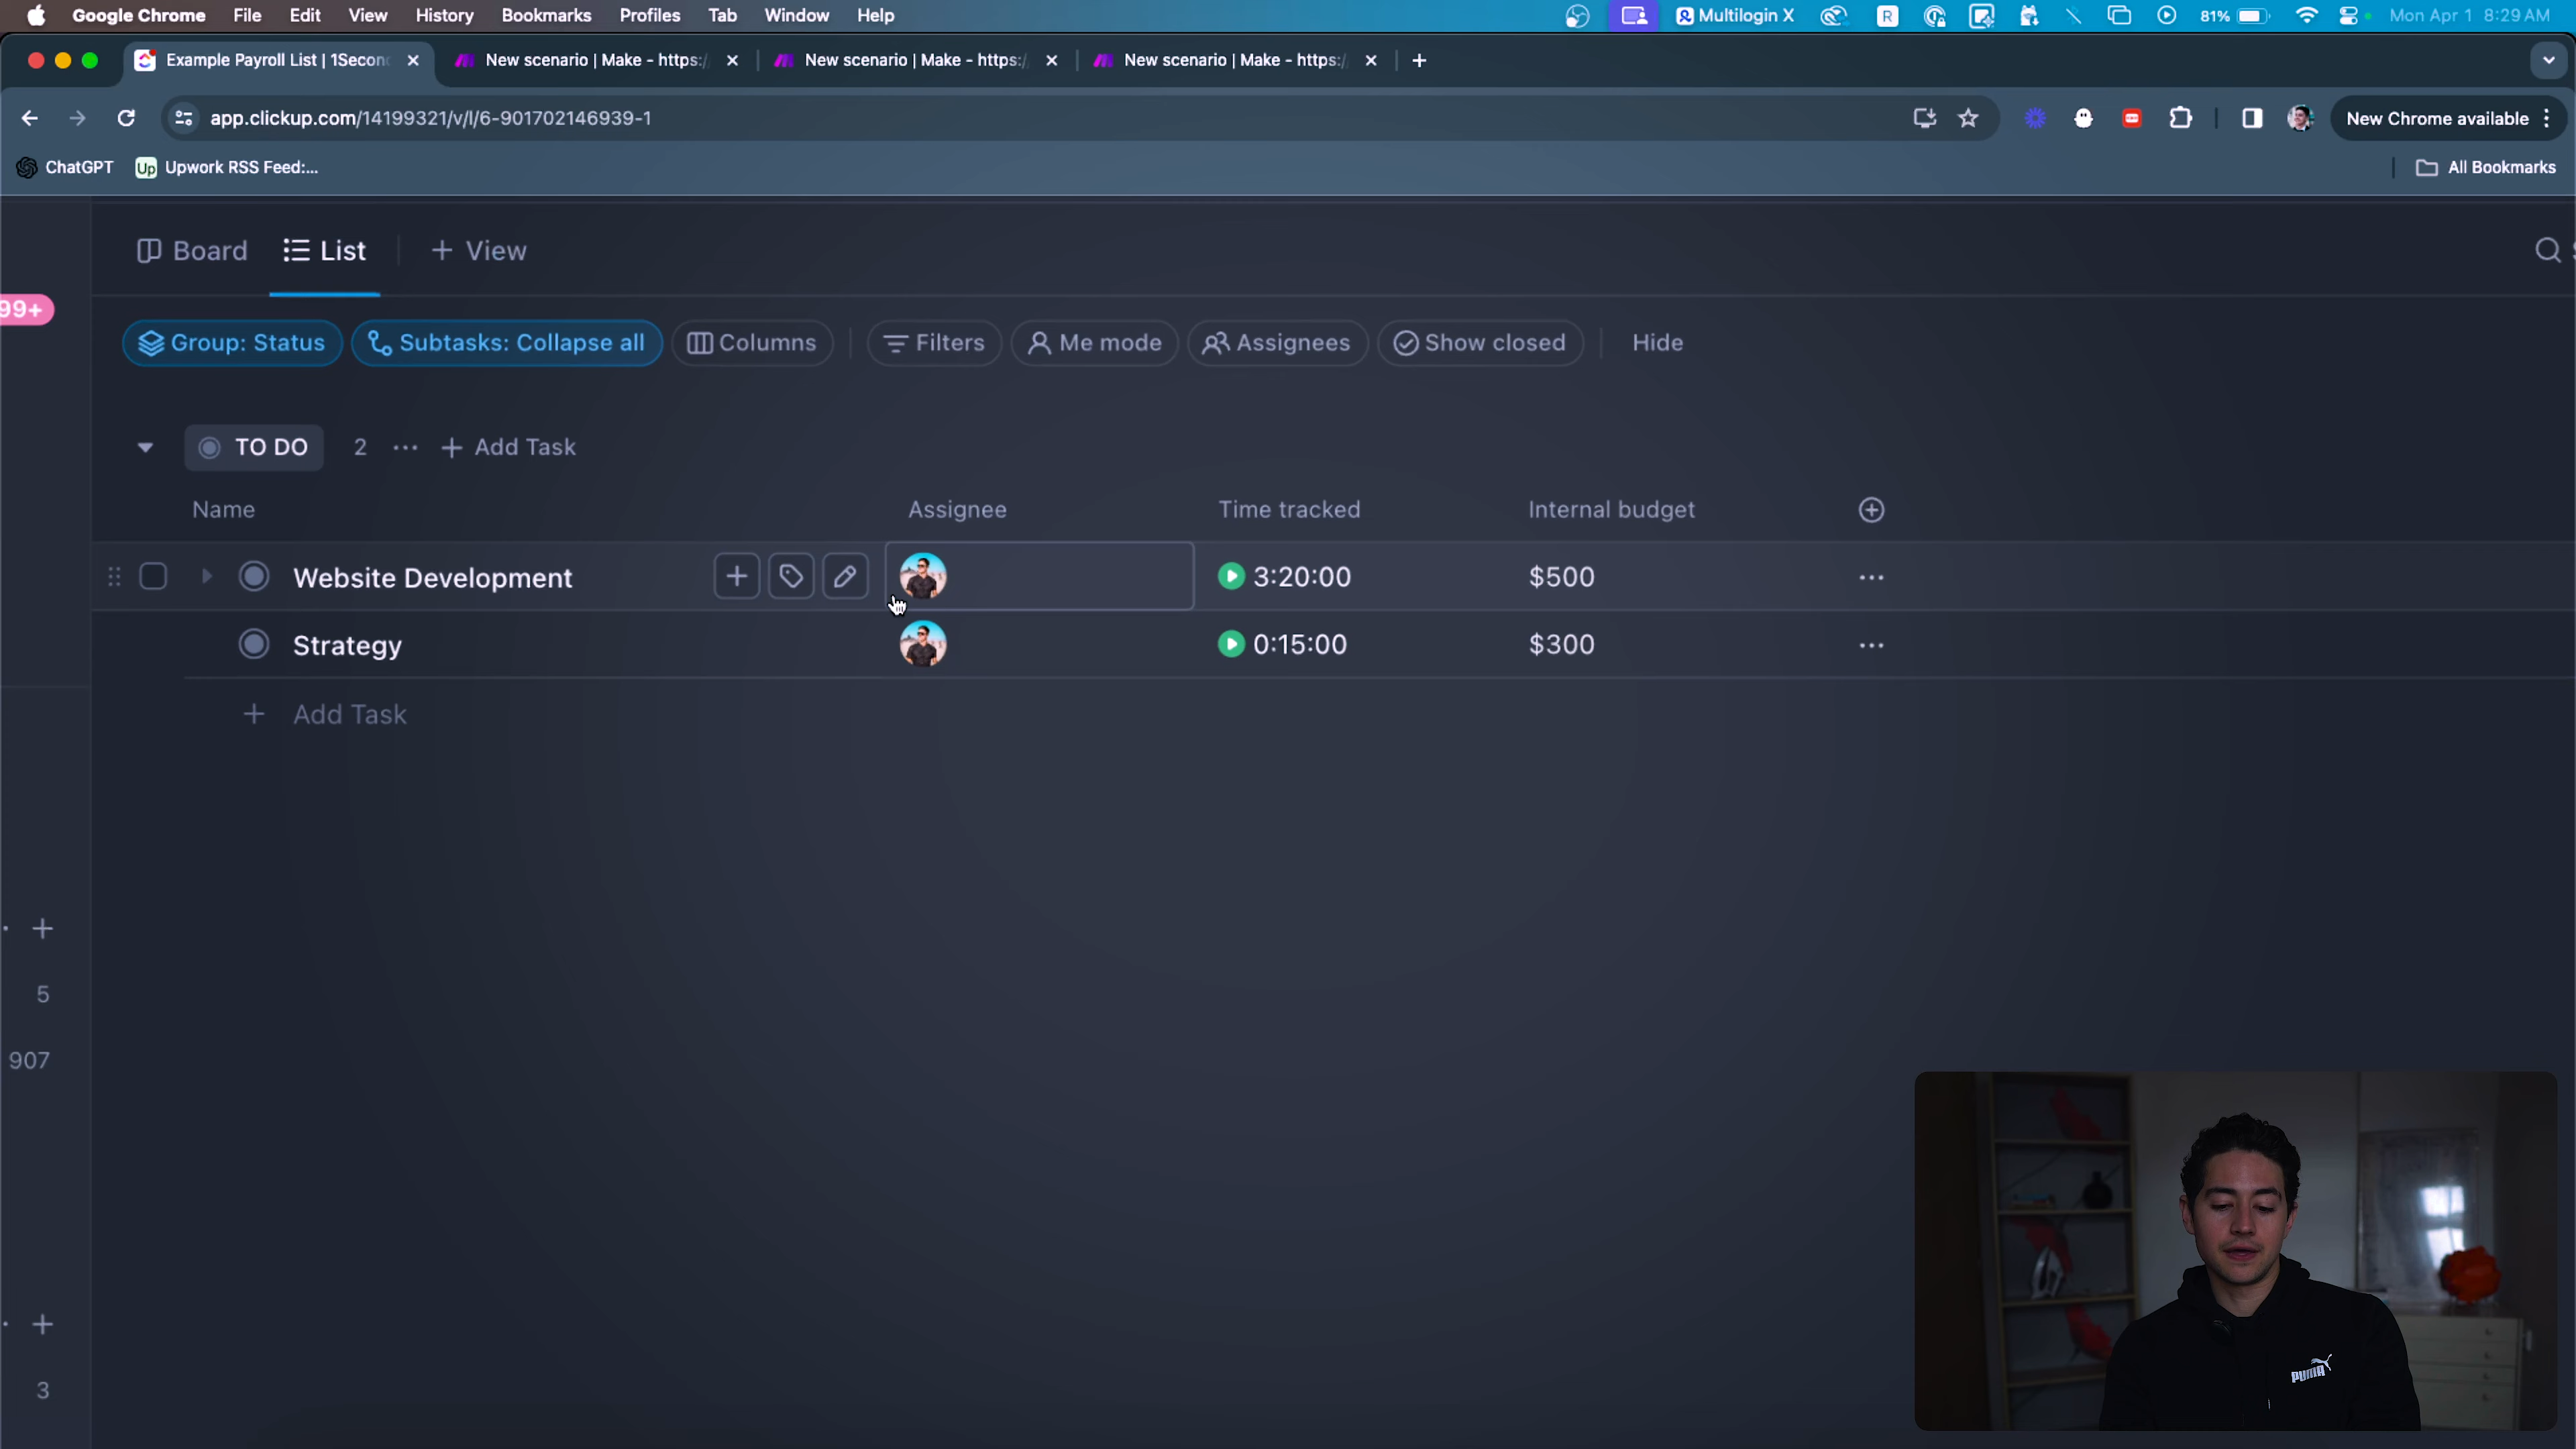 Google Chrome File Edit View History Bookmarks Profiles Tab Window Help Multilogin X R 81% Mon Apr 1 8:29 AM
Example Payroll List | 1Secon New scenario | Make - https:/ New scenario | Make - https:/ New scenario | Make - https:/
app.clickup.com/14199321/v/l/6-901702146939-1 New Chrome available
ChatGPT Up Upwork RSS Feed:... All Bookmarks
Board List + View
99+
Group: Status Subtasks: Collapse all Columns Filters Me mode Assignees Show closed Hide
TO DO 2 ... + Add Task
Name Assignee Time tracked Internal budget
Website Development 3:20:00 $500 ...
Strategy 0:15:00 $300 ...
+ Add Task
+
5
907
+
3
PUMA